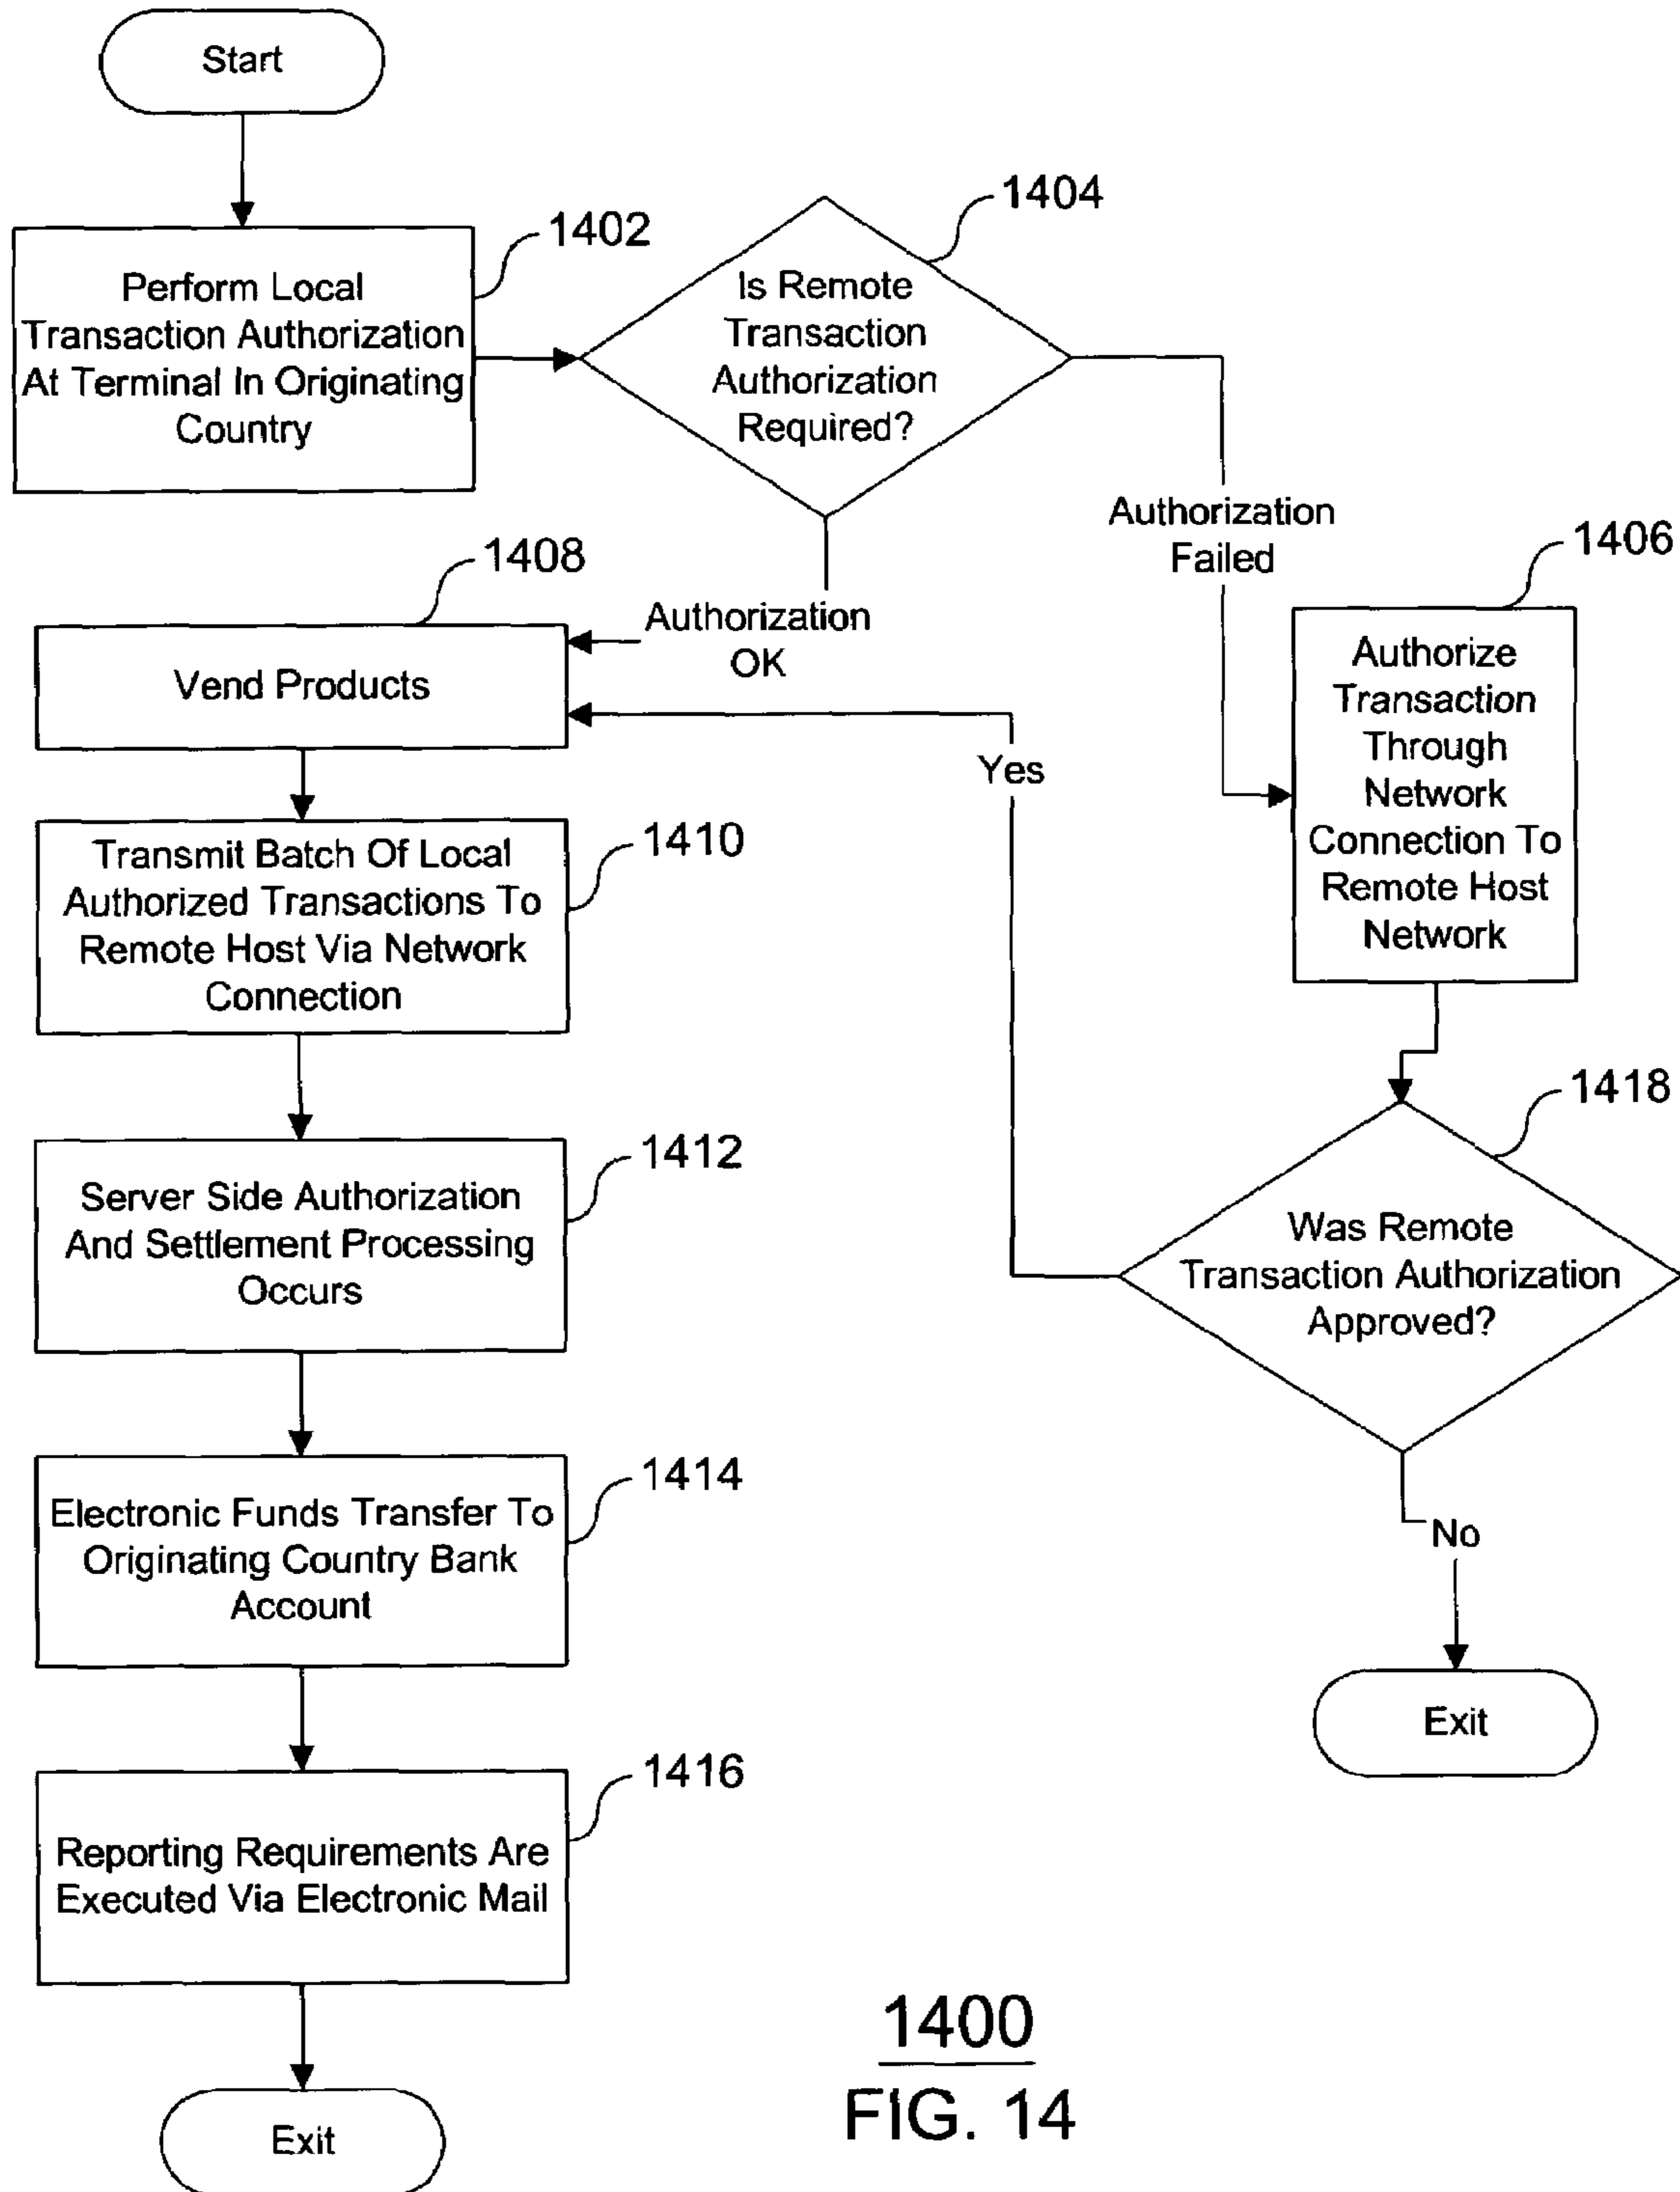 Start
1402
Perform Local
Transaction Authorization
At Terminal In Originating
Country
1404
Is Remote
Transaction
Authorization
Required?
Authorization
Failed
1406
Authorize
Transaction
Through
Network
Connection To
Remote Host
Network
Authorization
OK
1408
Vend Products
Yes
1410
Transmit Batch Of Local
Authorized Transactions To
Remote Host Via Network
Connection
1418
Was Remote
Transaction Authorization
Approved?
No
Exit
1412
Server Side Authorization
And Settlement Processing
Occurs
1414
Electronic Funds Transfer To
Originating Country Bank
Account
1416
Reporting Requirements Are
Executed Via Electronic Mail
Exit
1400
FIG. 14